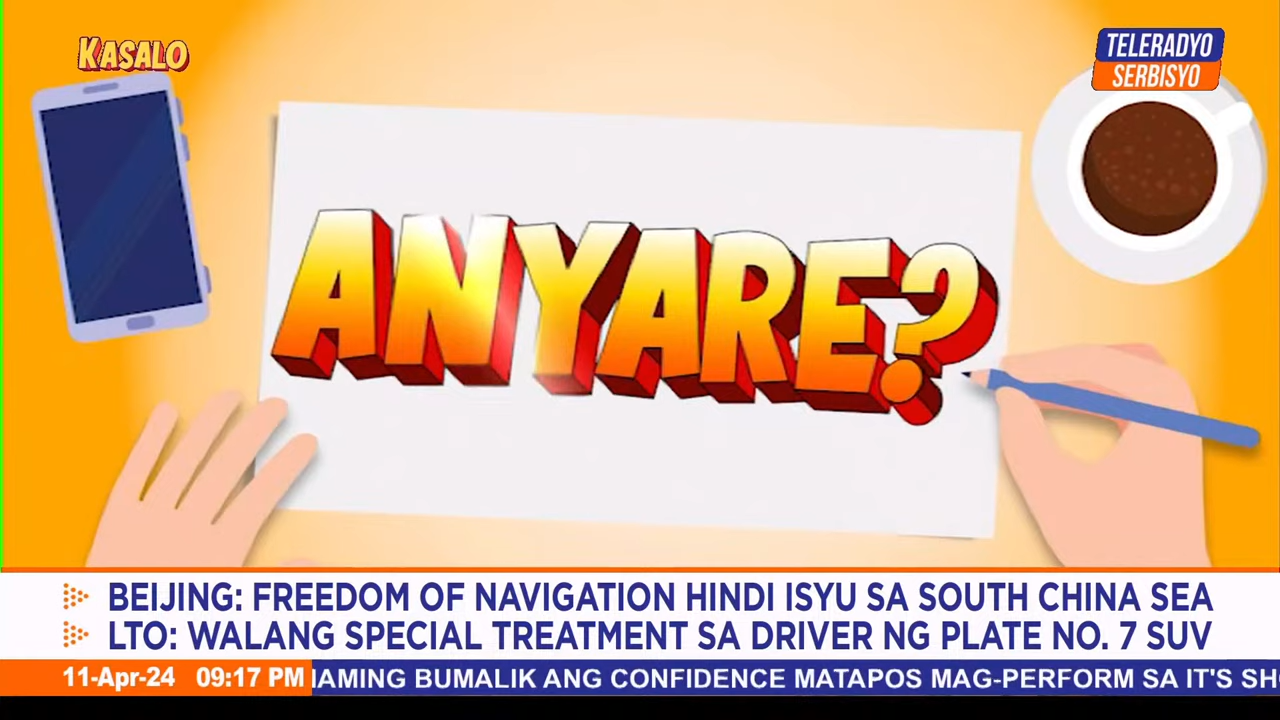 KASALO
TELERADYO
SERBISYO
ANYARE?
BEIJING: FREEDOM OF NAVIGATION HINDI ISYU SA SOUTH CHINA SEA
LTO: WALANG SPECIAL TREATMENT SA DRIVER NG PLATE NO. 7 SUV
11-Apr-24 09:17 PM
BUMALIK ANG CONFIDENCE MATAPOS MAG-PERFORM SA IT'S